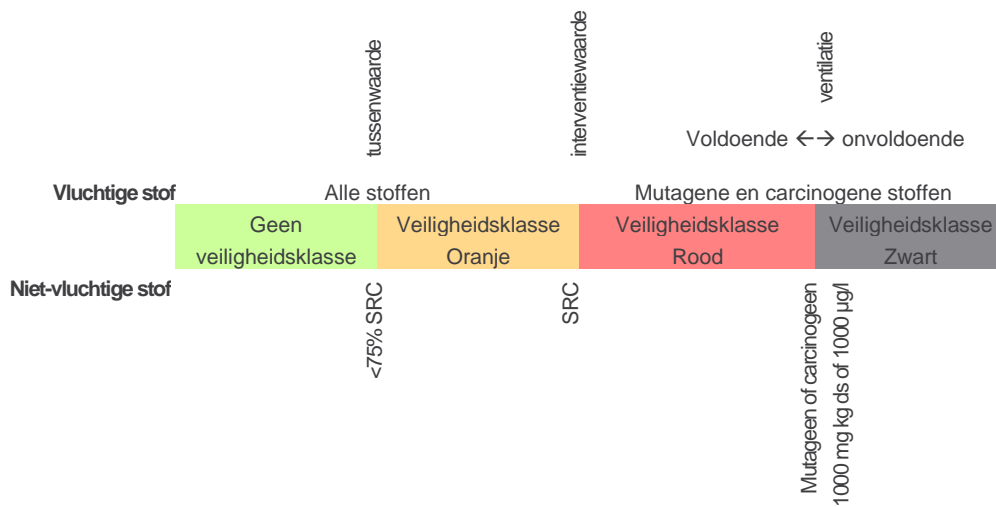 tussenwaarde
interventiewaarde
ventilatie
Voldoende ←→ onvoldoende
Vluchtige stof
Alle stoffen
Mutagene en carcinogene stoffen
Geen
veiligheidsklasse
Veiligheidsklasse
Oranje
Veiligheidsklasse
Rood
Veiligheidsklasse
Zwart
Niet-vluchtige stof
<75% SRC
SRC
Mutageen of carcinogeen
1000 mg kg ds of 1000 µg/l